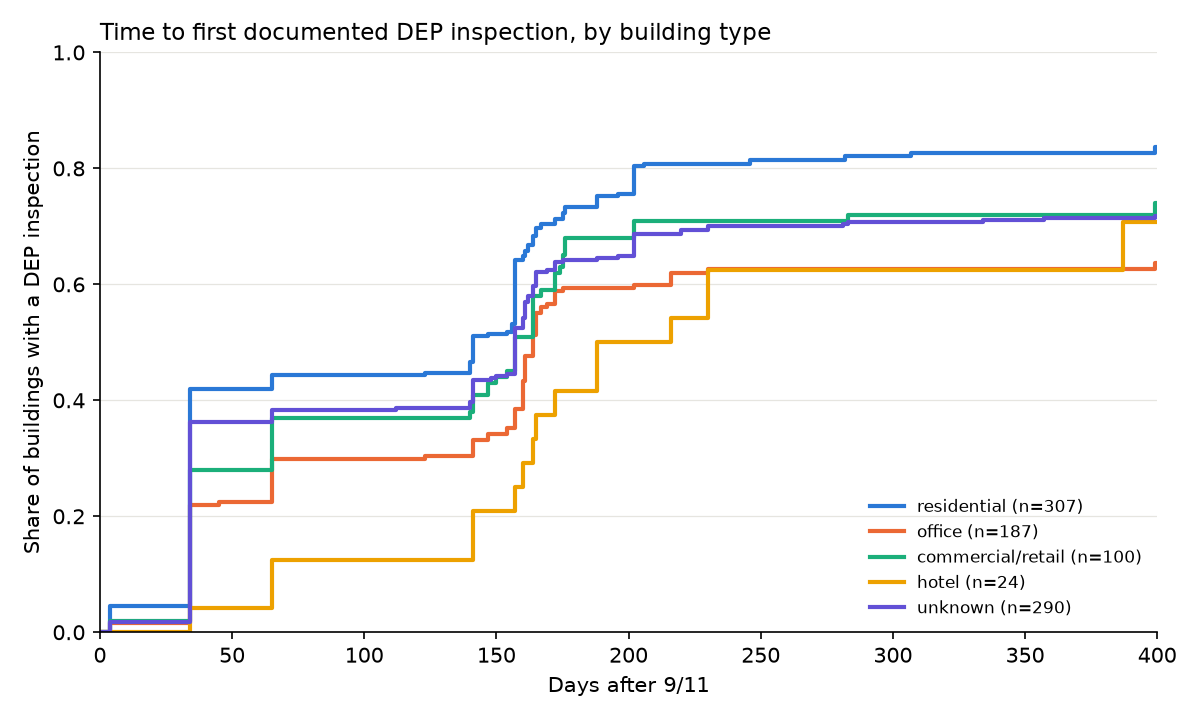 Time to first documented DEP inspection, by building type
Share of buildings with a DEP inspection
1.0
0.8
0.6
0.4
0.2
0.0
residential (n=307)
office (n=187)
commercial/retail (n=100)
hotel (n=24)
unknown (n=290)
0 50 100 150 200 250 300 350 400
Days after 9/11